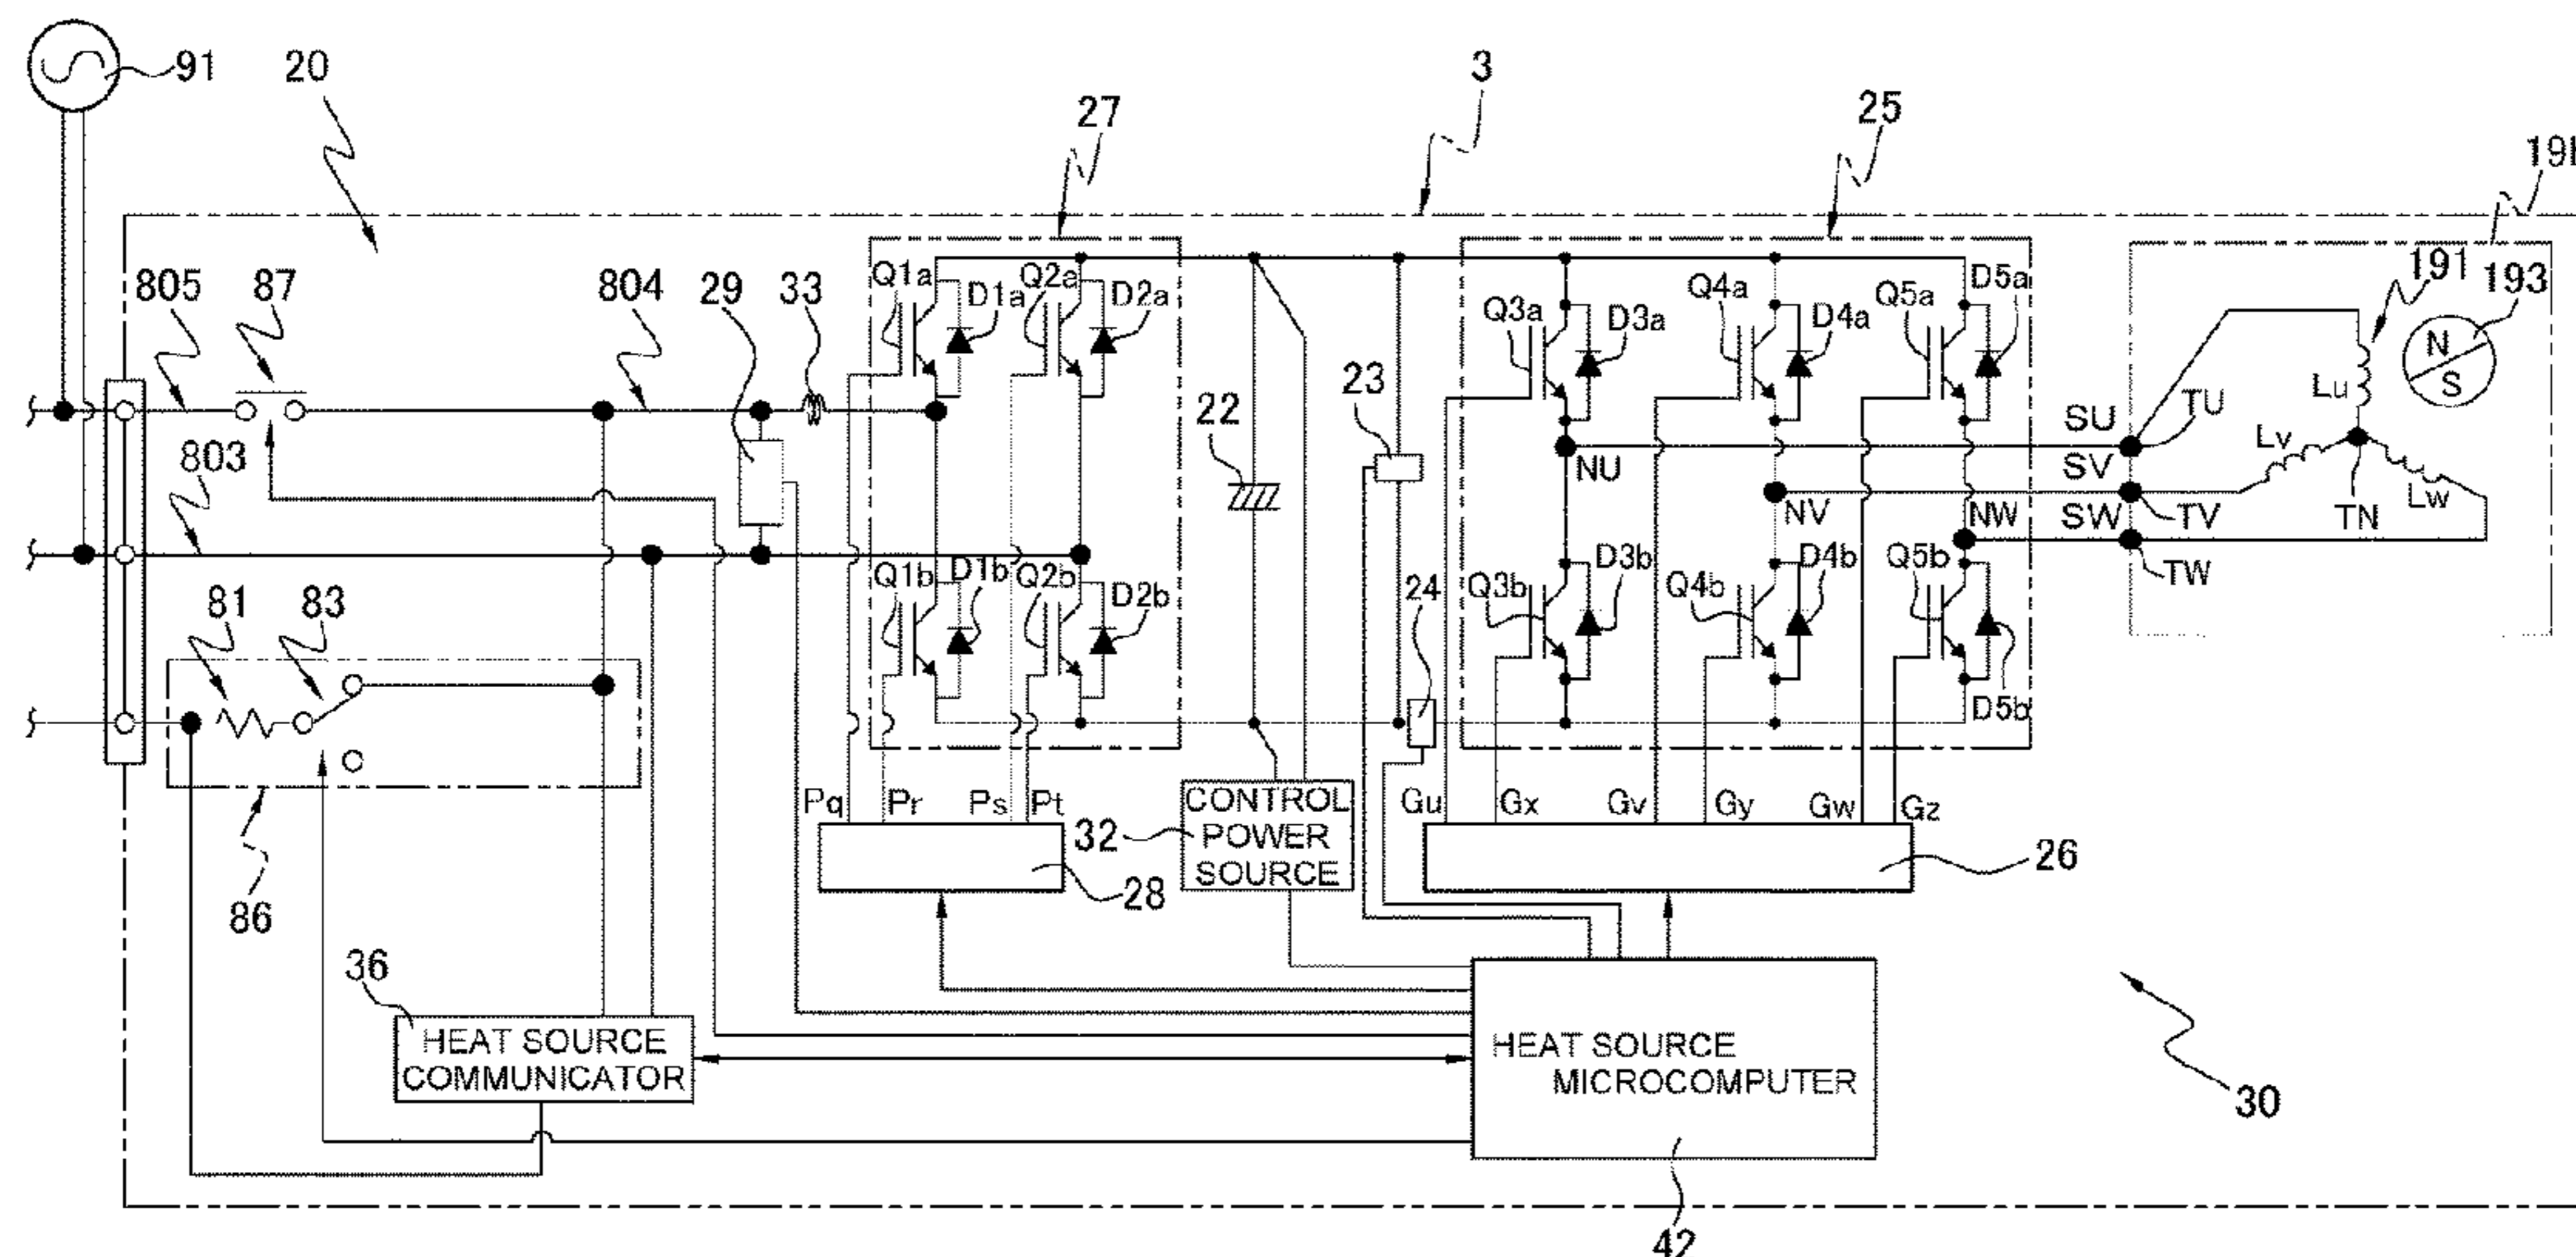 91
20
3
27
25
191
805
87
804
29
33
Q1a
D1a
Q2a
D2a
Q3a
D3a
Q4a
D4a
Q5a
D5a
191
193
N
S
Lu
23
22
803
SU
TU
NU
SV
Lv
NV
NW
SW
TV
TN
Lw
TW
81
83
Q1b
D1b
Q2b
D2b
24
Q3b
D3b
Q4b
D4b
Q5b
D5b
Pq
Pr
Ps
Pt
CONTROL
POWER
SOURCE
32
Gu
Gx
Gv
Gy
Gw
Gz
86
28
26
36
HEAT SOURCE
COMMUNICATOR
HEAT SOURCE
MICROCOMPUTER
30
42